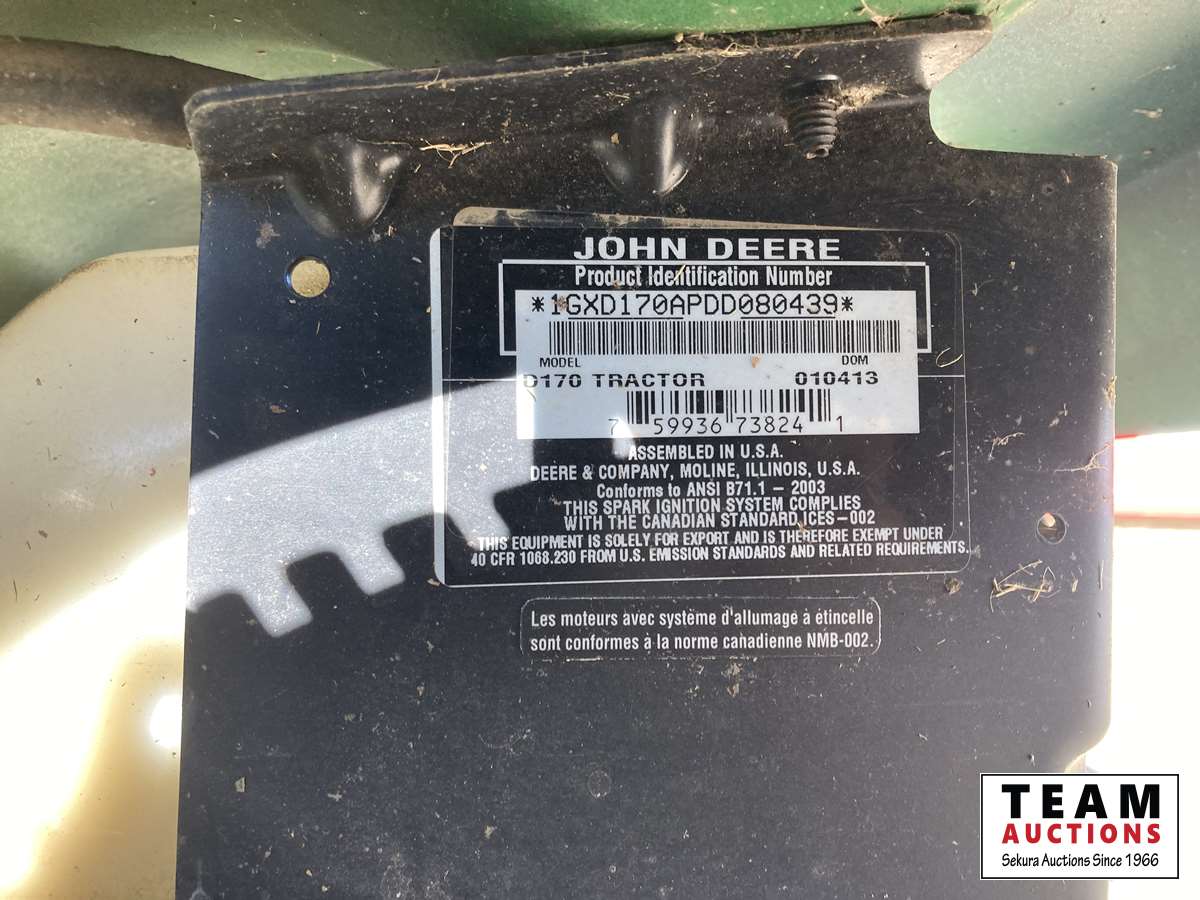 JOHN DEERE
Product Identification Number
*1GXD170APDD080439*
MODEL DOM
D170 TRACTOR 010413
7 59936 73824 1
ASSEMBLED IN U.S.A.
DEERE & COMPANY, MOLINE, ILLINOIS, U.S.A.
Conforms to ANSI B71.1 – 2003
THIS SPARK IGNITION SYSTEM COMPLIES
WITH THE CANADIAN STANDARD ICES–002
THIS EQUIPMENT IS SOLELY FOR EXPORT AND IS THEREFORE EXEMPT UNDER
40 CFR 1068.230 FROM U.S. EMISSION STANDARDS AND RELATED REQUIREMENTS.
Les moteurs avec système d'allumage à étincelle
sont conformes à la norme canadienne NMB-002.
TEAM
AUCTIONS
Sekura Auctions Since 1966